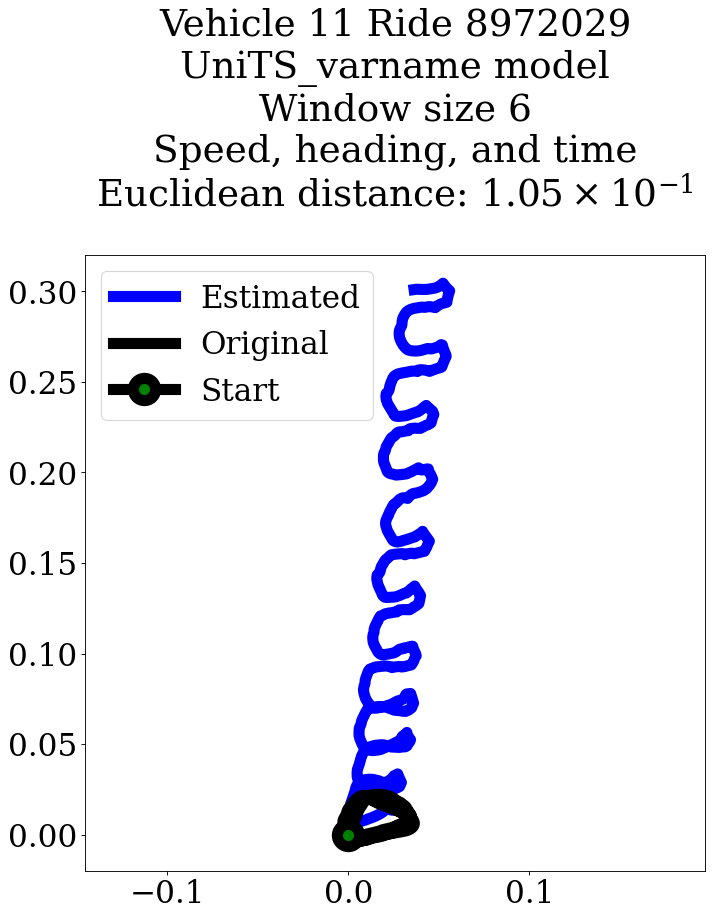 Vehicle 11 Ride 8972029
UniTS_varname model
Window size 6
Speed, heading, and time
Euclidean distance: 1.05 × 10⁻¹
Estimated
Original
Start
0.30
0.25
0.20
0.15
0.10
0.05
0.00
−0.1
0.0
0.1